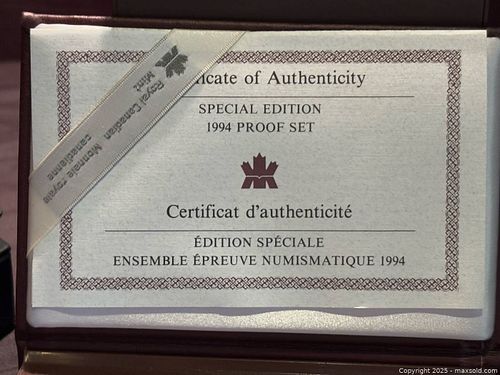 icate of Authenticity
SPECIAL EDITION
1994 PROOF SET
Certificat d'authenticité
ÉDITION SPÉCIALE
ENSEMBLE ÉPREUVE NUMISMATIQUE 1994
Royal Canadian
Mint
Monnaie royale
canadienne
Copyright 2025 - maxsold.com